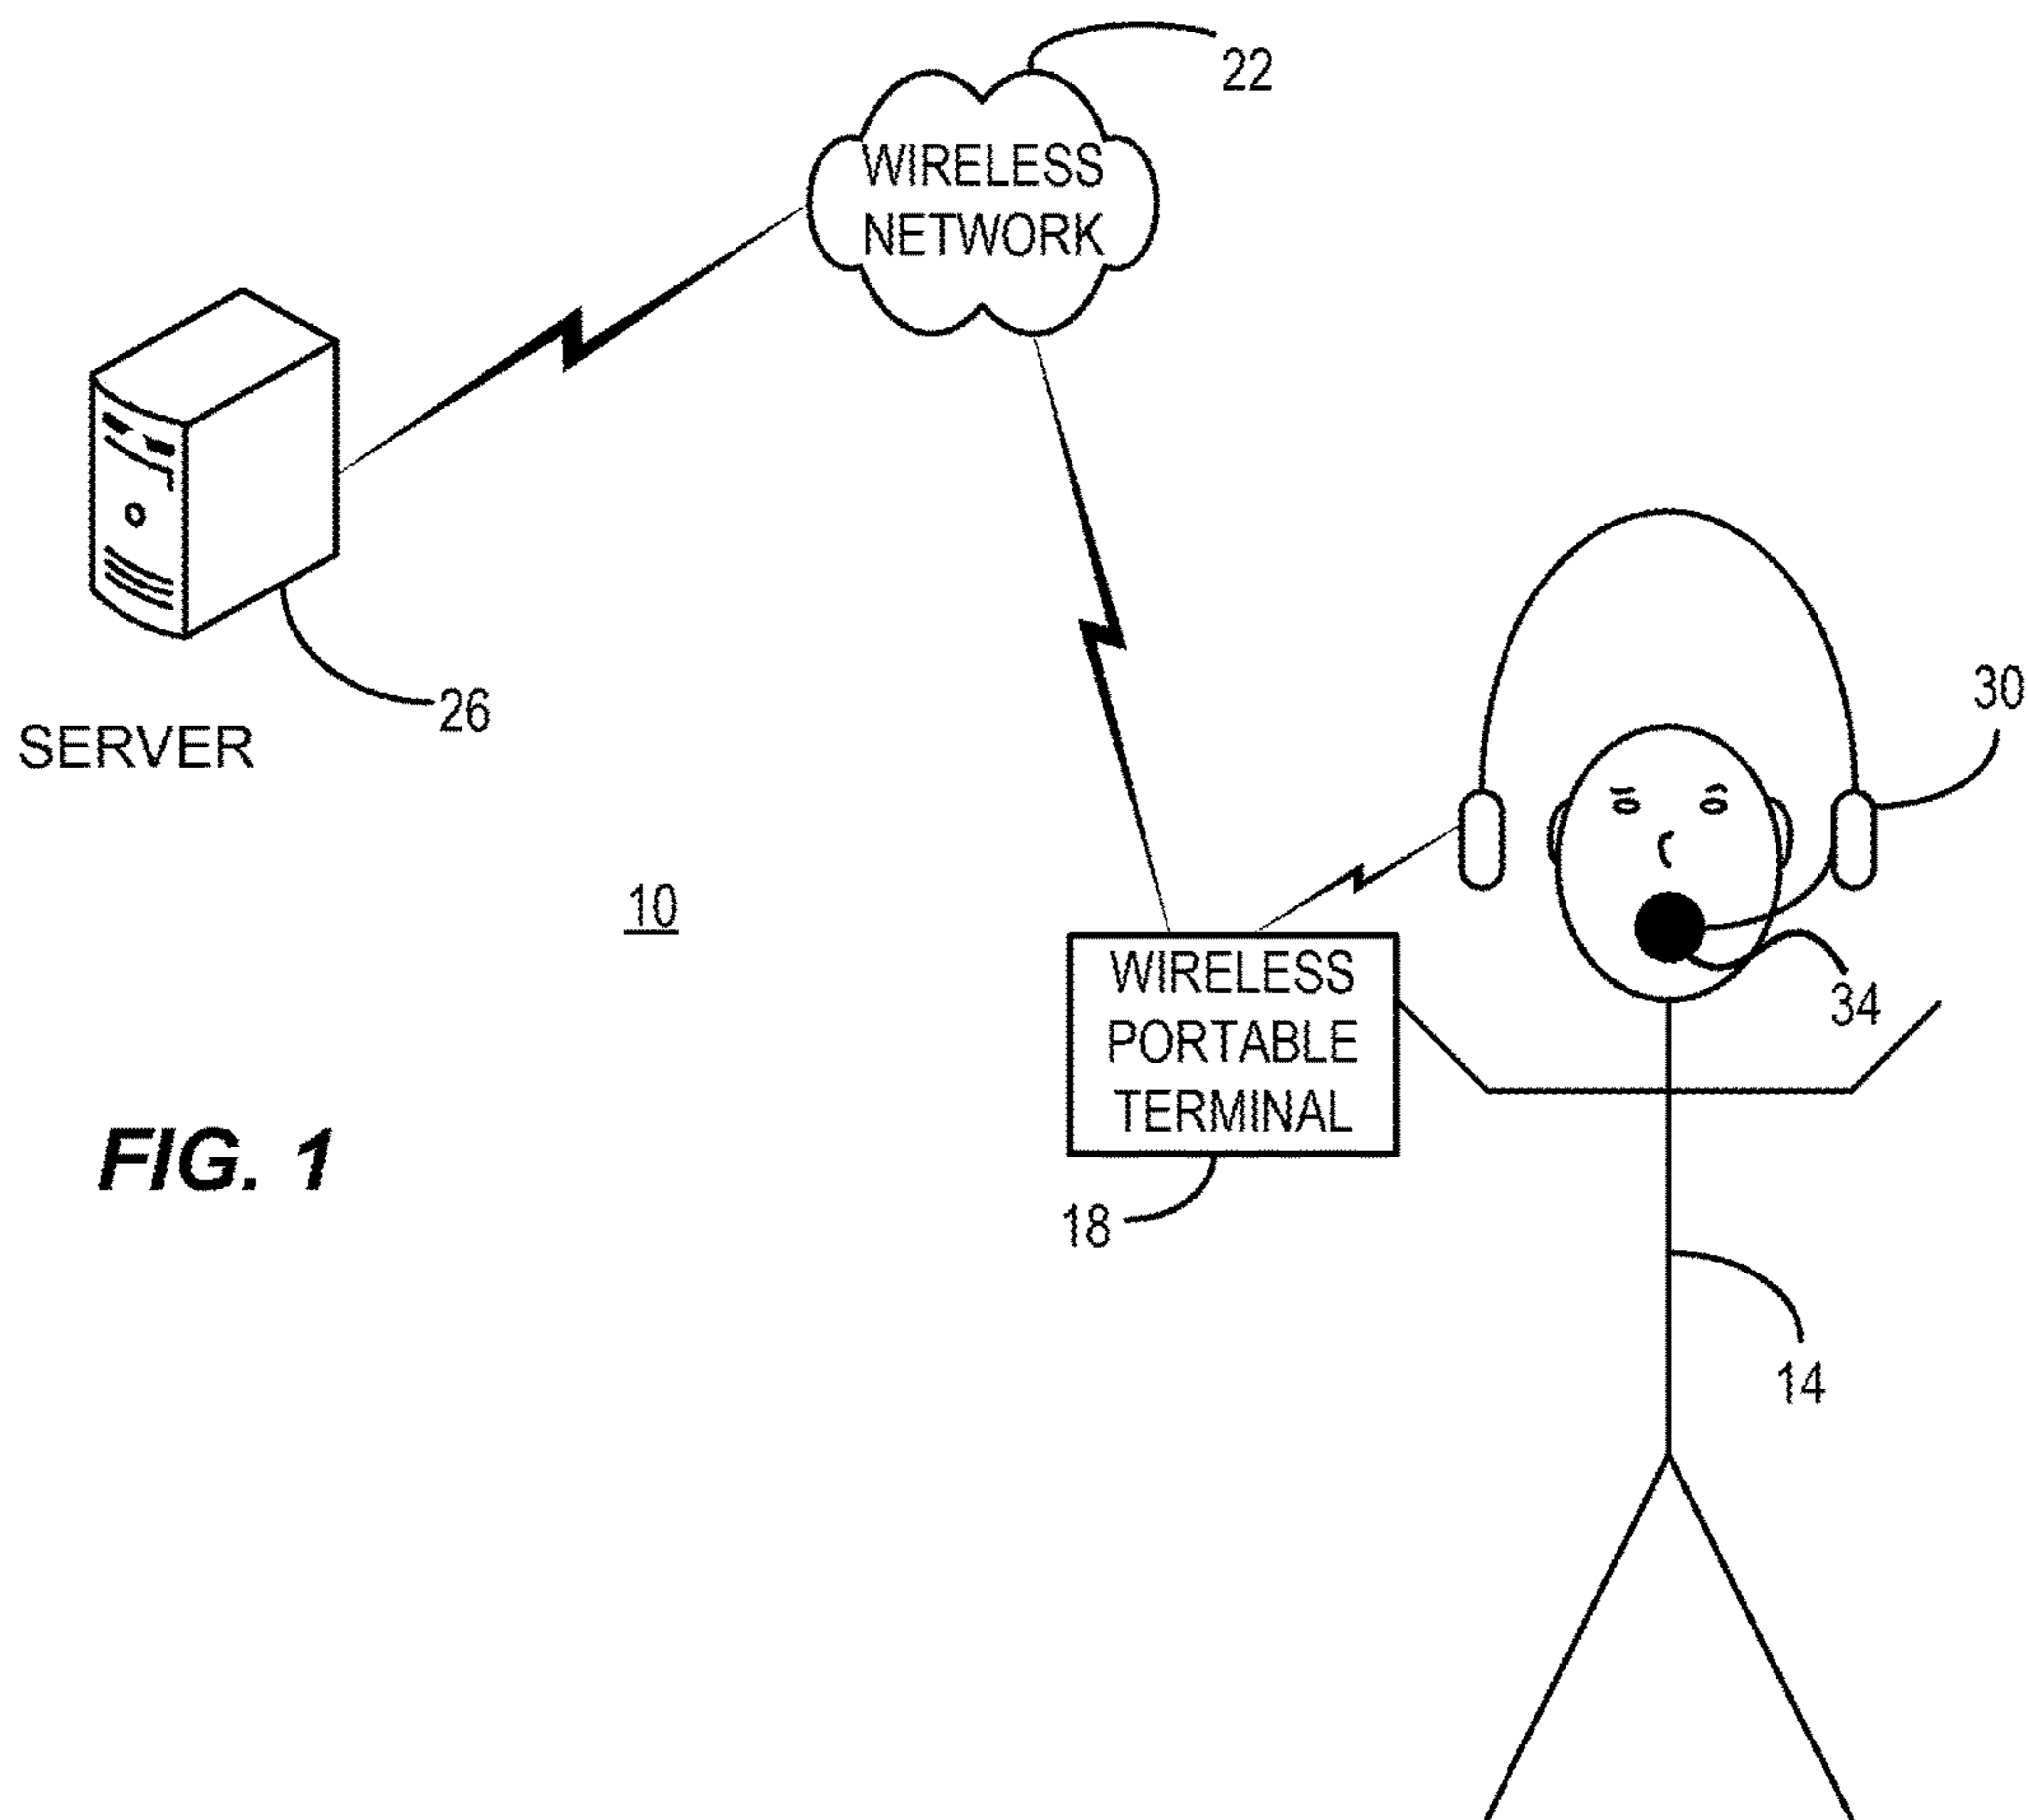 22
WIRELESS
NETWORK
26
SERVER
30
10
WIRELESS
PORTABLE
TERMINAL
34
FIG. 1
18
14